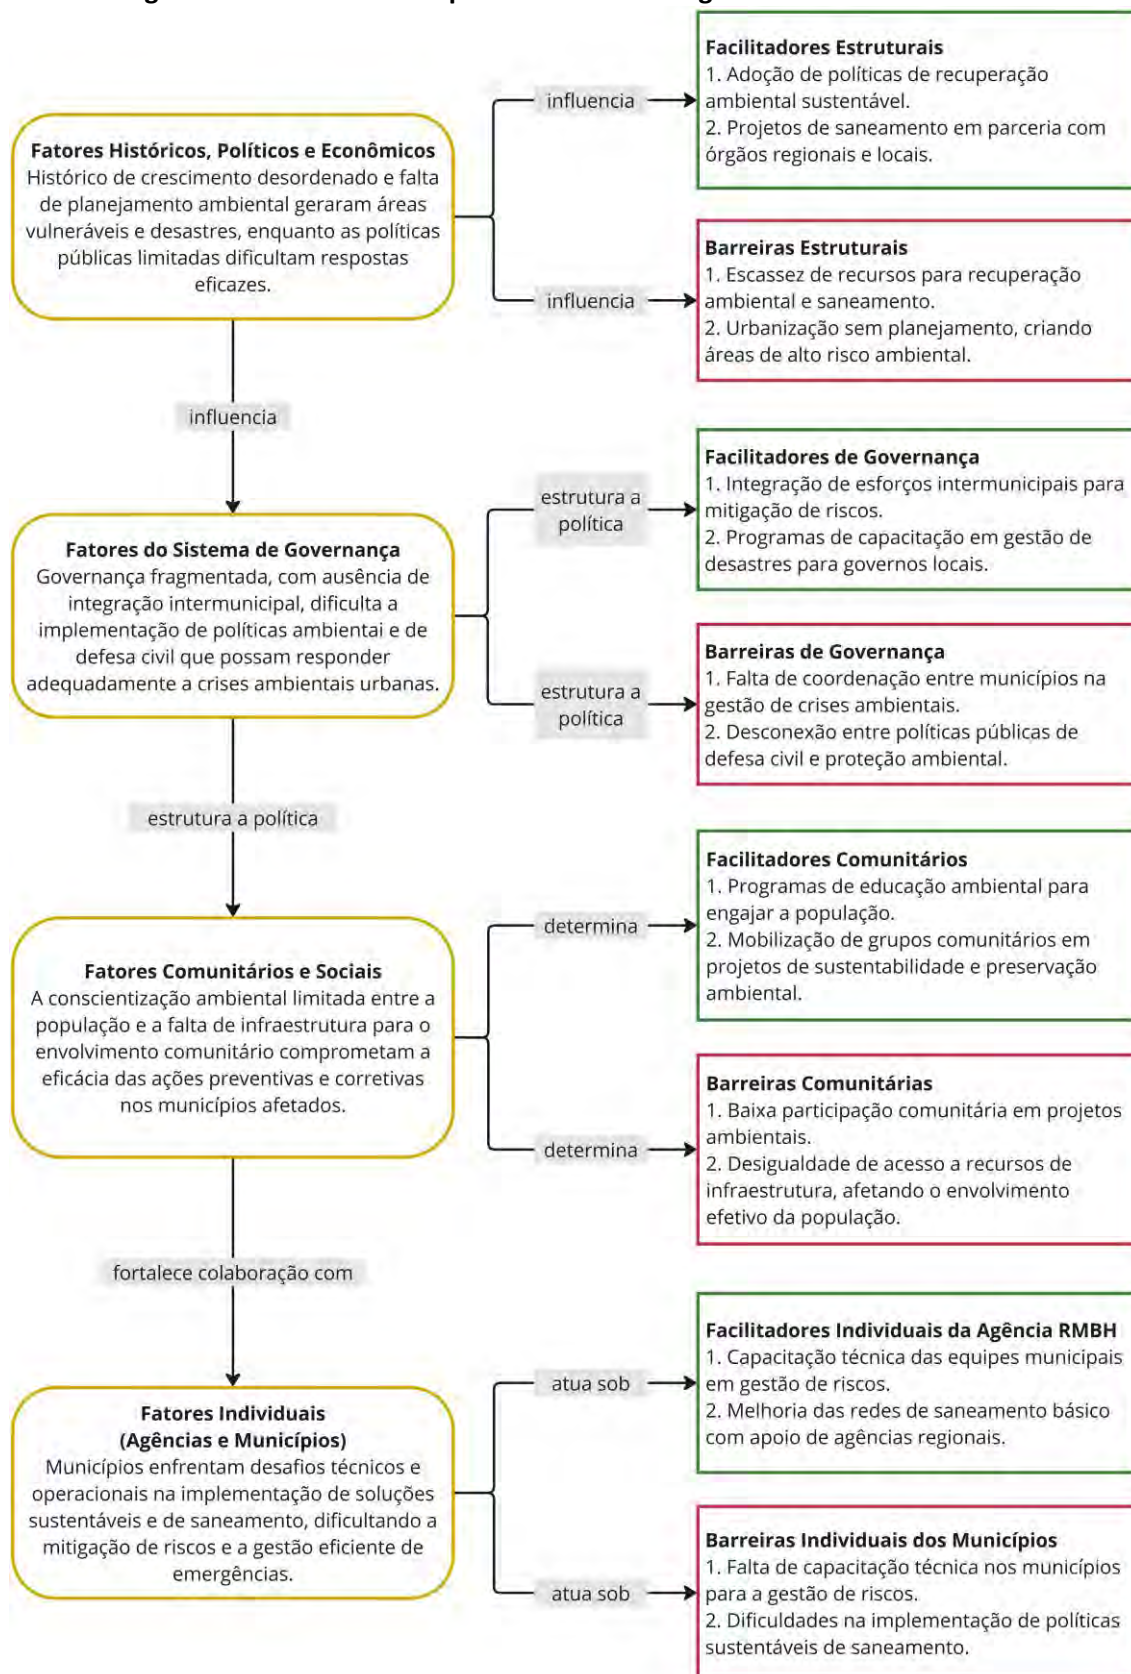 Facilitadores Estruturais
1. Adoção de políticas de recuperação
ambiental sustentável.
2. Projetos de saneamento em parceria com
órgãos regionais e locais.
influencia
Fatores Históricos, Políticos e Econômicos
Histórico de crescimento desordenado e falta
de planejamento ambiental geraram áreas
vulneráveis e desastres, enquanto as políticas
públicas limitadas dificultam respostas
eficazes.
Barreiras Estruturais
1. Escassez de recursos para recuperação
ambiental e saneamento.
2. Urbanização sem planejamento, criando
áreas de alto risco ambiental.
influencia
influencia
Facilitadores de Governança
1. Integração de esforços intermunicipais para
mitigação de riscos.
2. Programas de capacitação em gestão de
desastres para governos locais.
estrutura a
política
Fatores do Sistema de Governança
Governança fragmentada, com ausência de
integração intermunicipal, dificulta a
implementação de políticas ambientai e de
defesa civil que possam responder
adequadamente a crises ambientais urbanas.
Barreiras de Governança
1. Falta de coordenação entre municípios na
gestão de crises ambientais.
2. Desconexão entre políticas públicas de
defesa civil e proteção ambiental.
estrutura a
política
estrutura a política
Facilitadores Comunitários
1. Programas de educação ambiental para
engajar a população.
2. Mobilização de grupos comunitários em
projetos de sustentabilidade e preservação
ambiental.
determina
Fatores Comunitários e Sociais
A conscientização ambiental limitada entre a
população e a falta de infraestrutura para o
envolvimento comunitário comprometam a
eficácia das ações preventivas e corretivas
nos municípios afetados.
Barreiras Comunitárias
1. Baixa participação comunitária em projetos
ambientais.
2. Desigualdade de acesso a recursos de
infraestrutura, afetando o envolvimento
efetivo da população.
determina
fortalece colaboração com
Facilitadores Individuais da Agência RMBH
1. Capacitação técnica das equipes municipais
em gestão de riscos.
2. Melhoria das redes de saneamento básico
com apoio de agências regionais.
atua sob
Fatores Individuais
(Agências e Municípios)
Municípios enfrentam desafios técnicos e
operacionais na implementação de soluções
sustentáveis e de saneamento, dificultando a
mitigação de riscos e a gestão eficiente de
emergências.
Barreiras Individuais dos Municípios
1. Falta de capacitação técnica nos municípios
para a gestão de riscos.
2. Dificuldades na implementação de políticas
sustentáveis de saneamento.
atua sob